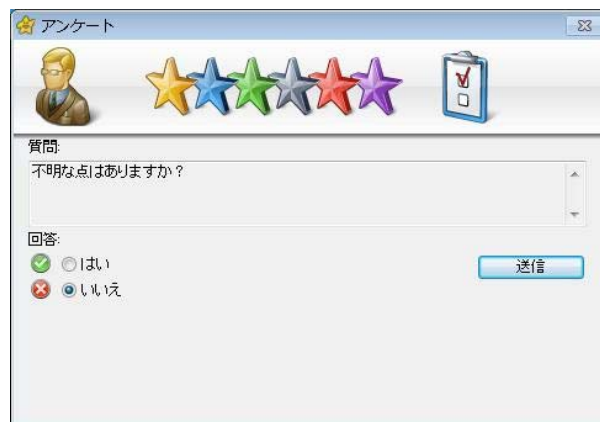 アンケート
質問:
不明な点はありますか?
回答:
はい
いいえ
送信